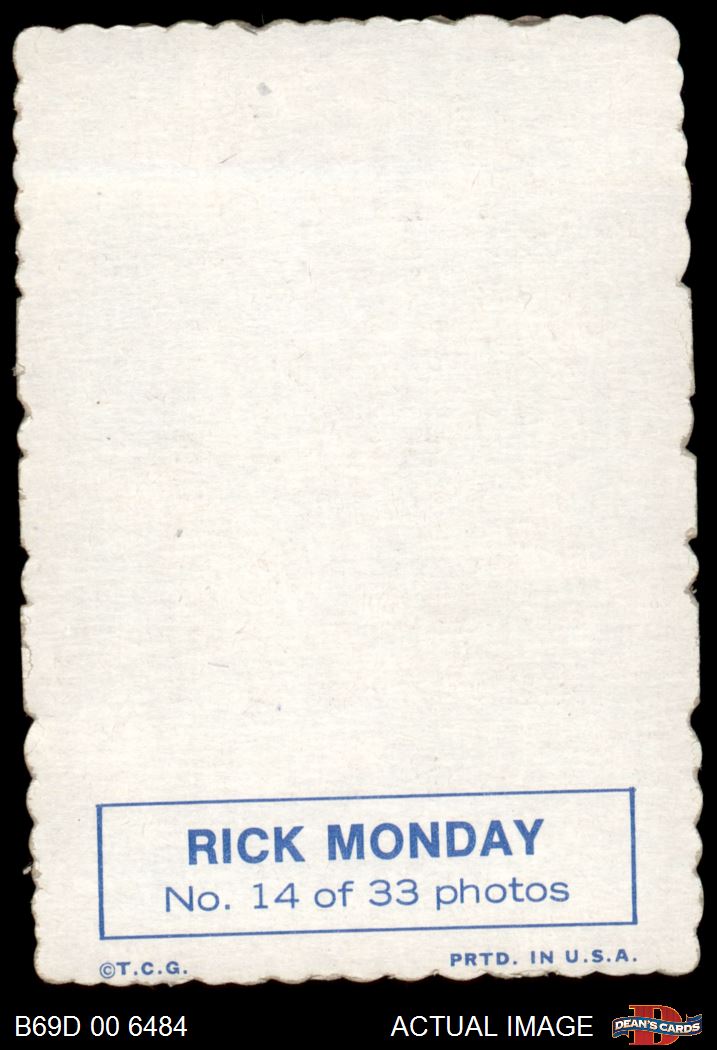 RICK MONDAY
No. 14 of 33 photos
©T.C.G.
PRTD. IN U.S.A.
B69D 00 6484
ACTUAL IMAGE
D
DEAN'S CARDS